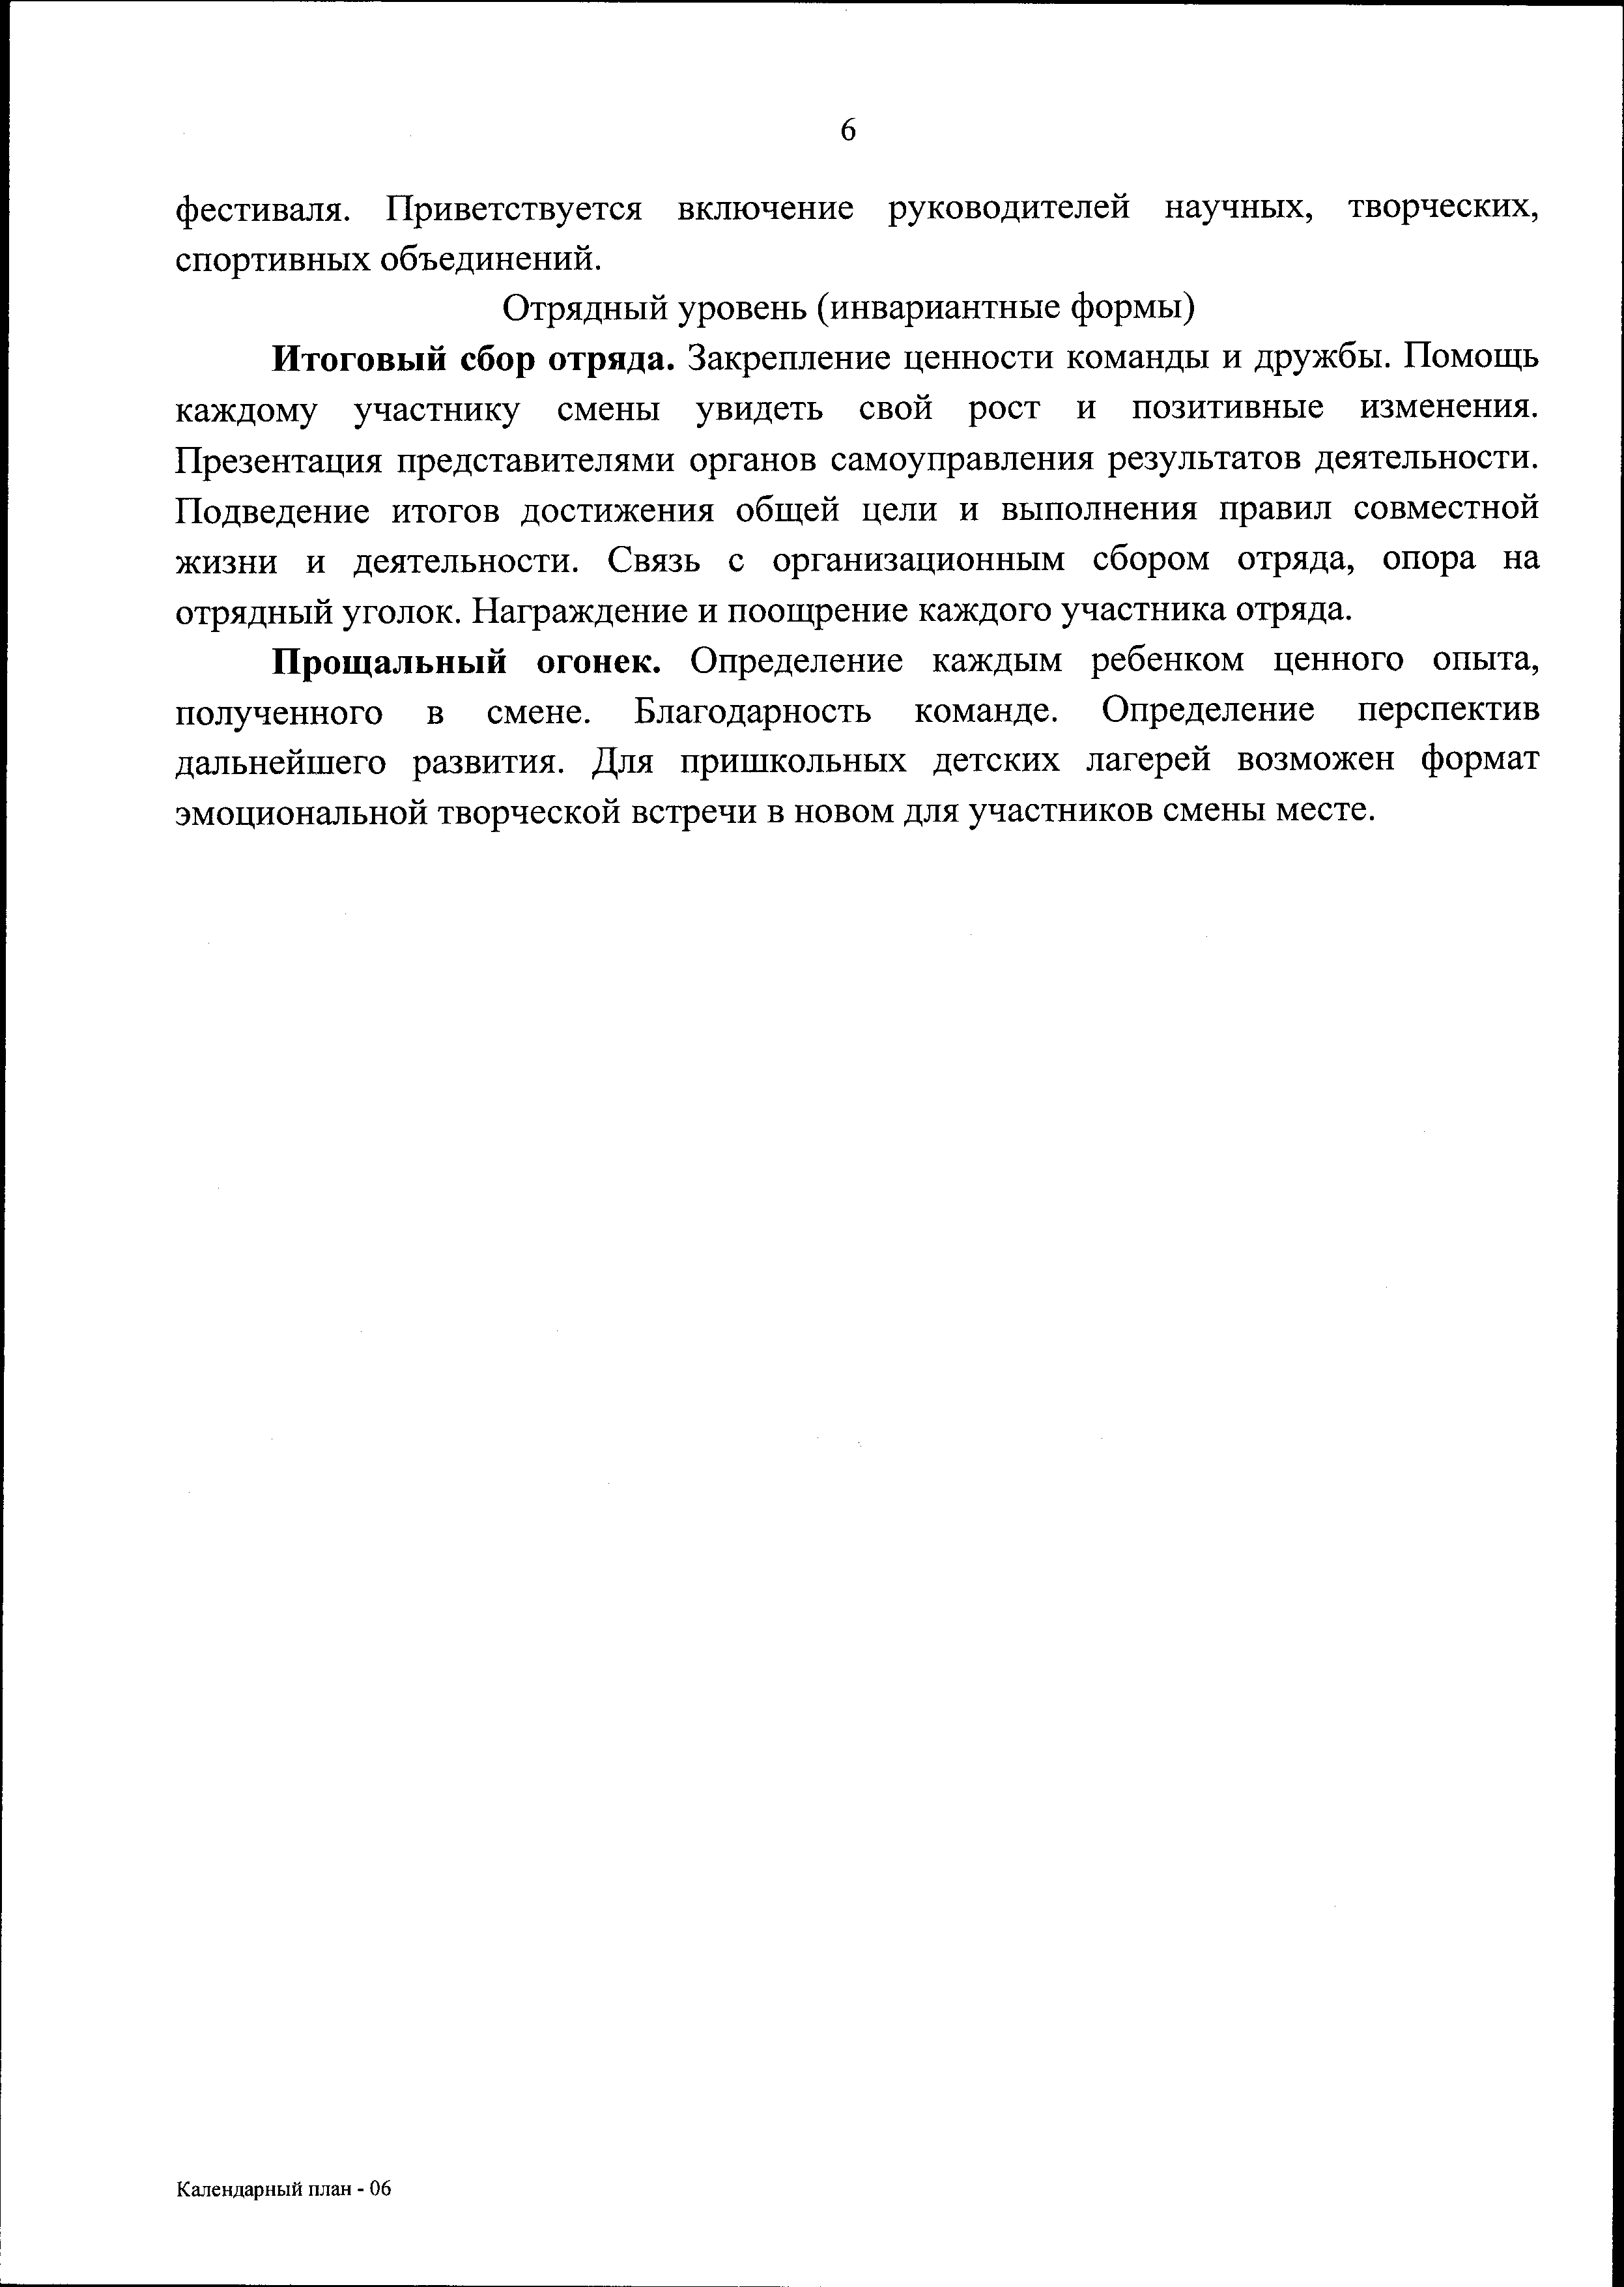 6
фестиваля. Приветствуется включение руководителей научных, творческих,
спортивных объединений.
Отрядный уровень (инвариантные формы)
Итоговый сбор отряда. Закрепление ценности команды и дружбы. Помощь
каждому участнику смены увидеть свой рост и позитивные изменения.
Презентация представителями органов самоуправления результатов деятельности.
Подведение итогов достижения общей цели и выполнения правил совместной
жизни и деятельности. Связь с организационным сбором отряда, опора на
отрядный уголок. Награждение и поощрение каждого участника отряда.
Прощальный огонек. Определение каждым ребенком ценного опыта,
полученного в смене. Благодарность команде. Определение перспектив
дальнейшего развития. Для пришкольных детских лагерей возможен формат
эмоциональной творческой встречи в новом для участников смены месте.
Календарный план - 06